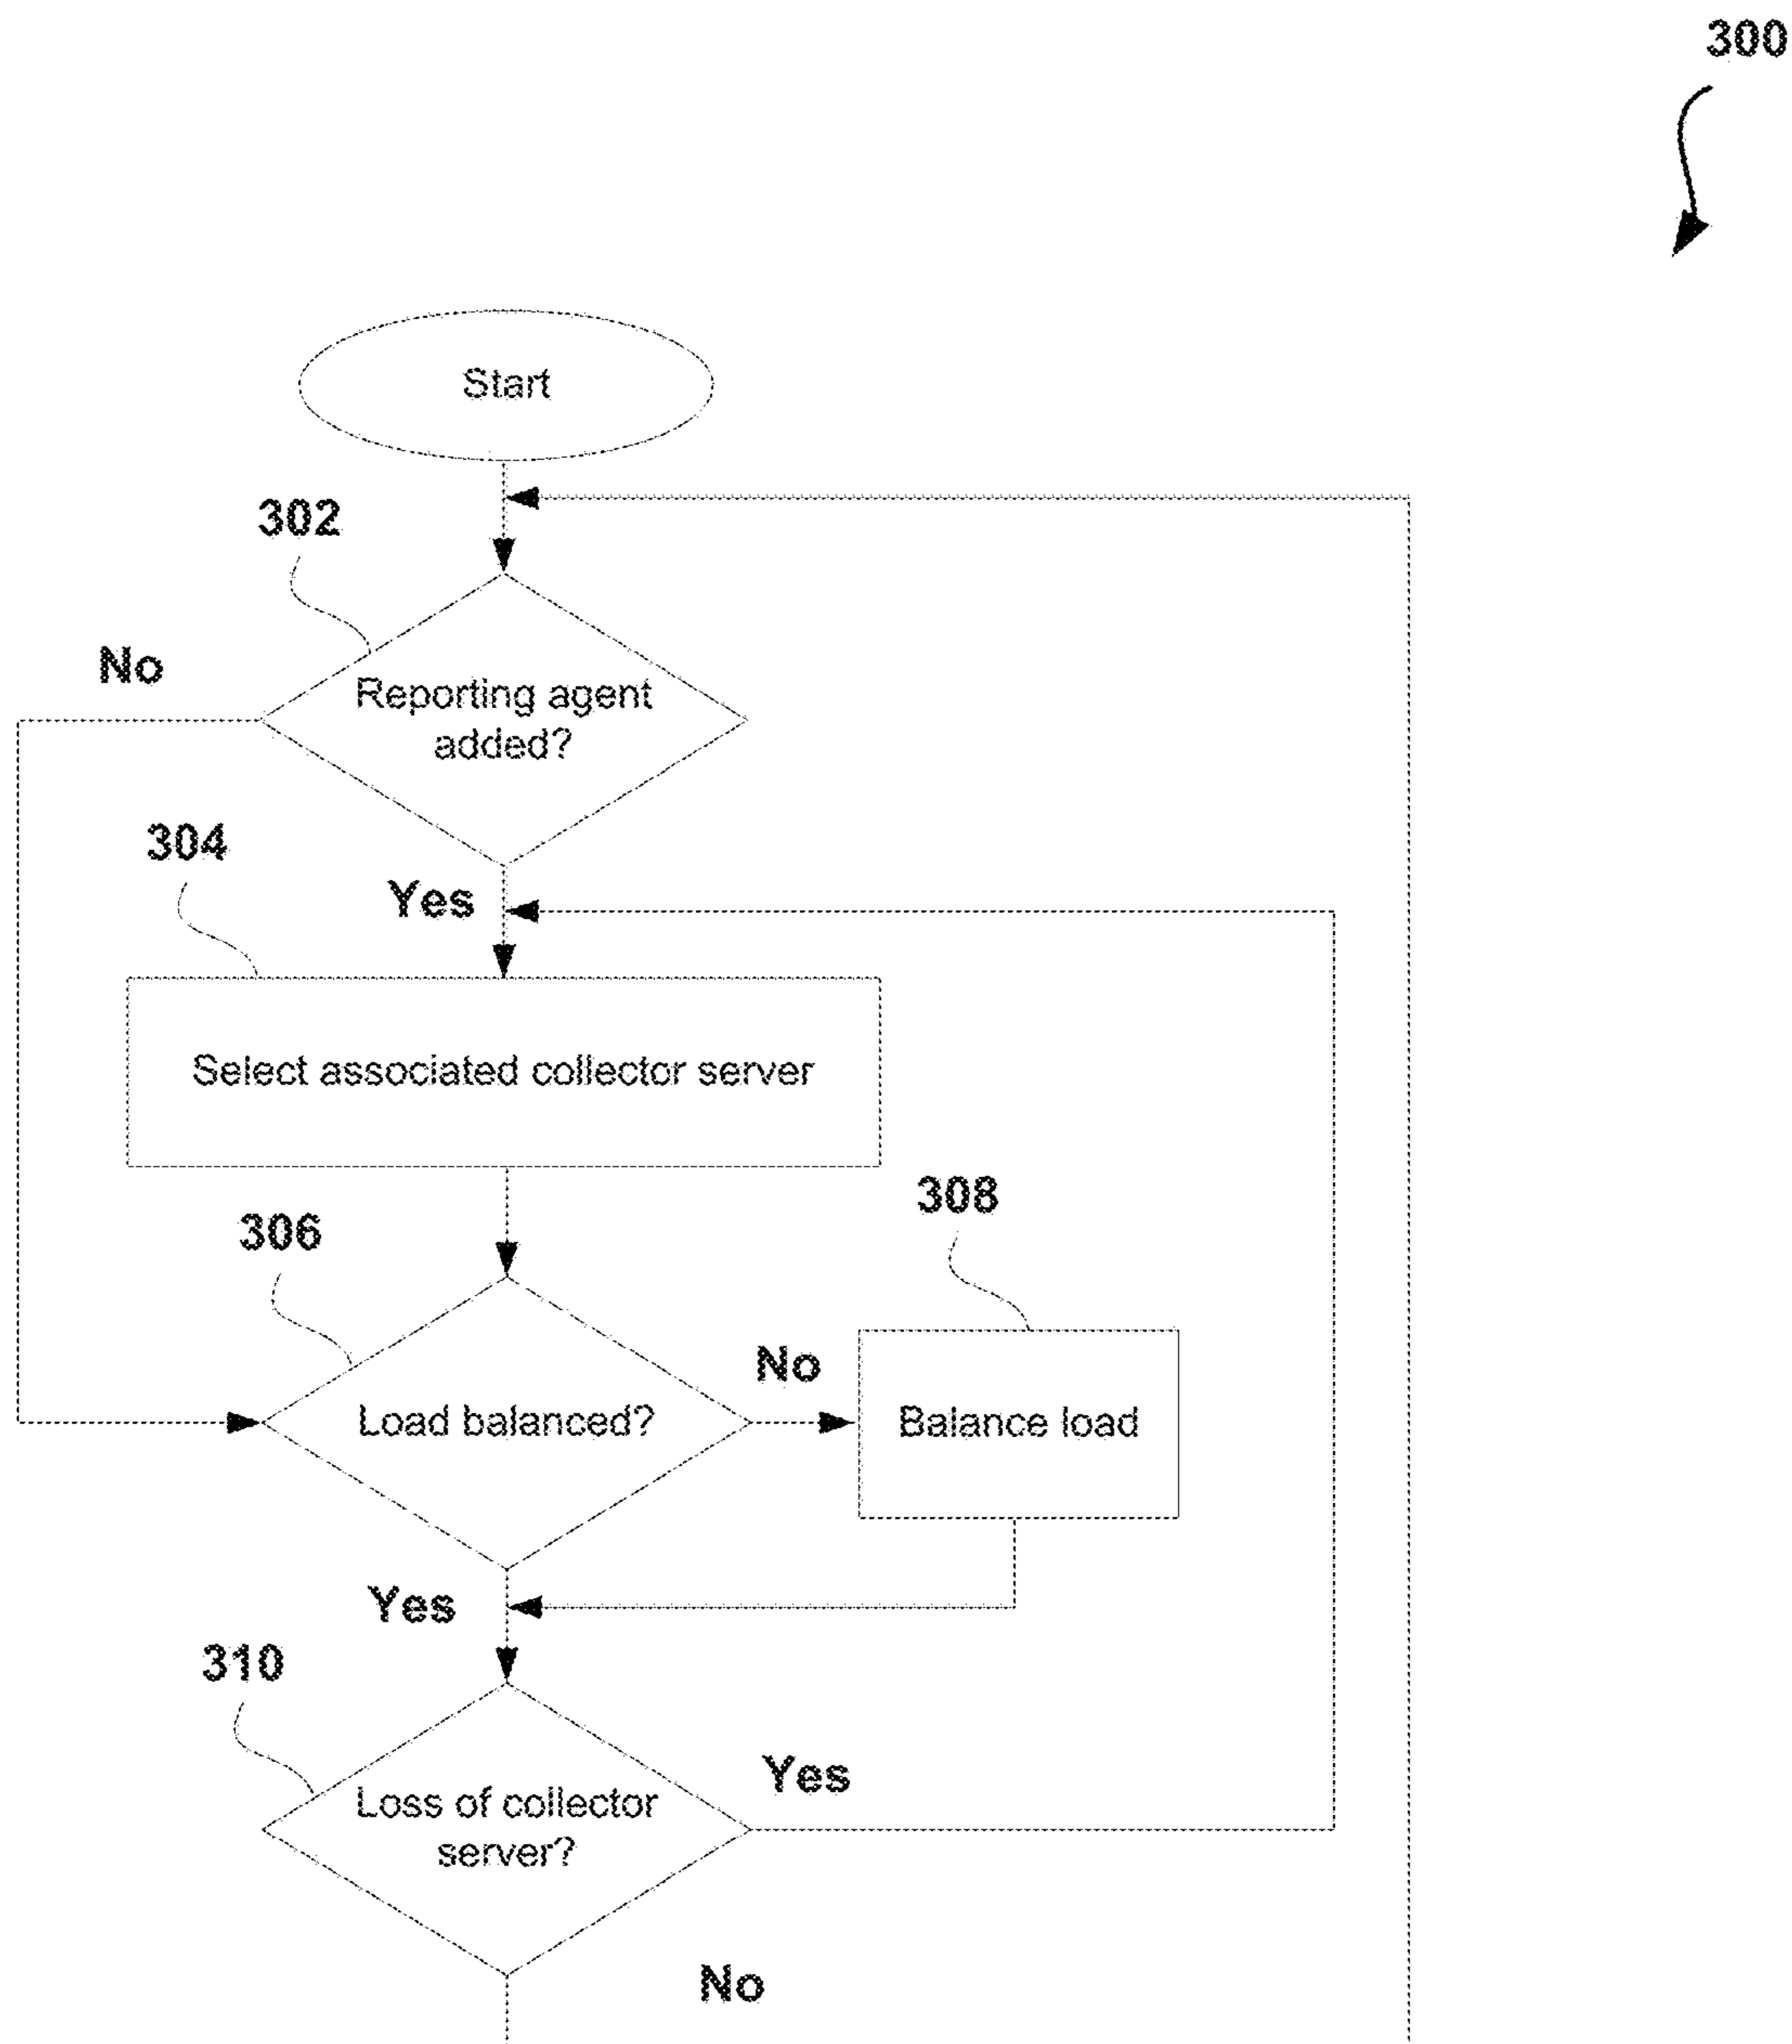 300
Start
302
No
Reporting agent
added?
304
Yes
Select associated collector server
306
308
No
Load balanced?
Balance load
Yes
310
Yes
Loss of collector
server?
No